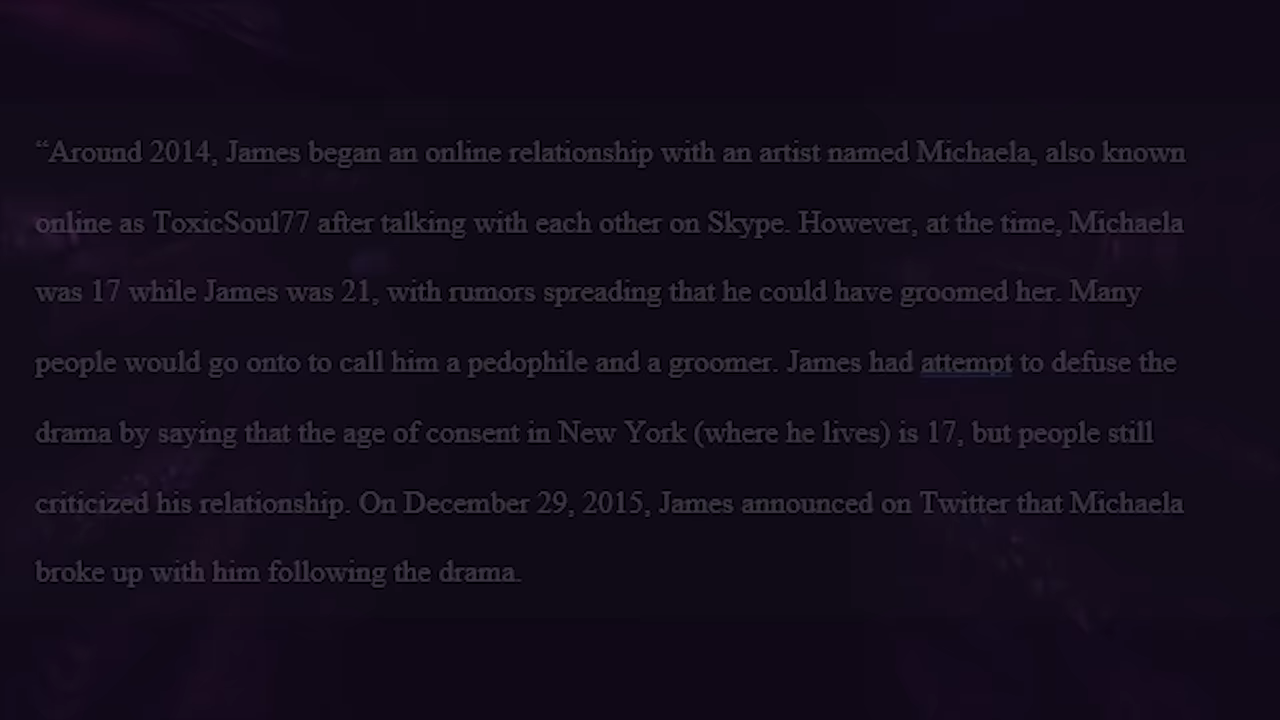 “Around 2014, James began an online relationship with an artist named Michaela, also known
online as ToxicSoul77 after talking with each other on Skype. However, at the time, Michaela
was 17 while James was 21, with rumors spreading that he could have groomed her. Many
people would go onto to call him a pedophile and a groomer. James had attempt to defuse the
drama by saying that the age of consent in New York (where he lives) is 17, but people still
criticized his relationship. On December 29, 2015, James announced on Twitter that Michaela
broke up with him following the drama.